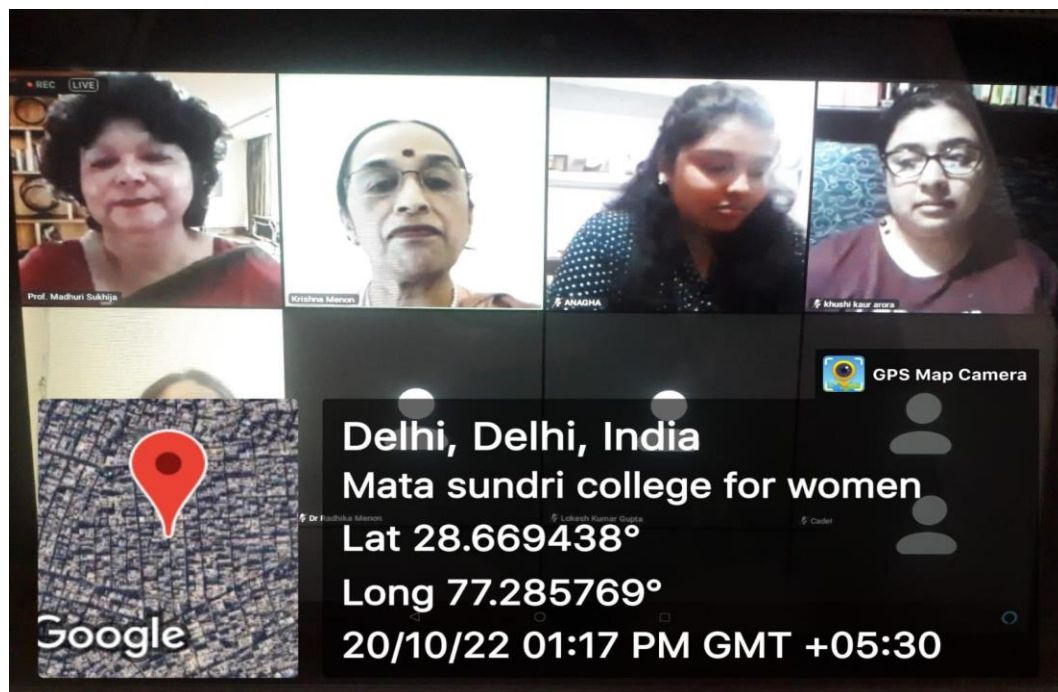 REC LIVE
Prof. Madhuri Sukhija
Krishna Menon
ANAGHA
khushi kaur arora
GPS Map Camera
Delhi, Delhi, India
Mata sundri college for women
Dr Radhika Menon
Lokesh Kumar Gupta
Lat 28.669438°
Long 77.285769°
Google
20/10/22 01:17 PM GMT +05:30